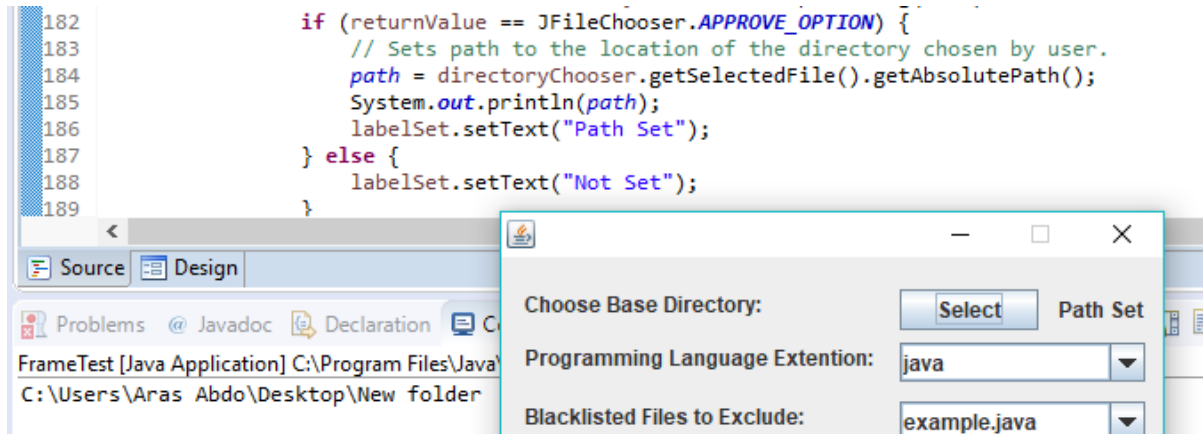 182 if (returnValue == JFileChooser.APPROVE_OPTION) {
183 // Sets path to the location of the directory chosen by user.
184 path = directoryChooser.getSelectedFile().getAbsolutePath();
185 System.out.println(path);
186 labelSet.setText("Path Set");
187 } else {
188 labelSet.setText("Not Set");
189 }
Source Design
Problems @ Javadoc Declaration
FrameTest [Java Application] C:\Program Files\Java\
C:\Users\Aras Abdo\Desktop\New folder
Choose Base Directory: Select Path Set
Programming Language Extention: java
Blacklisted Files to Exclude: example.java